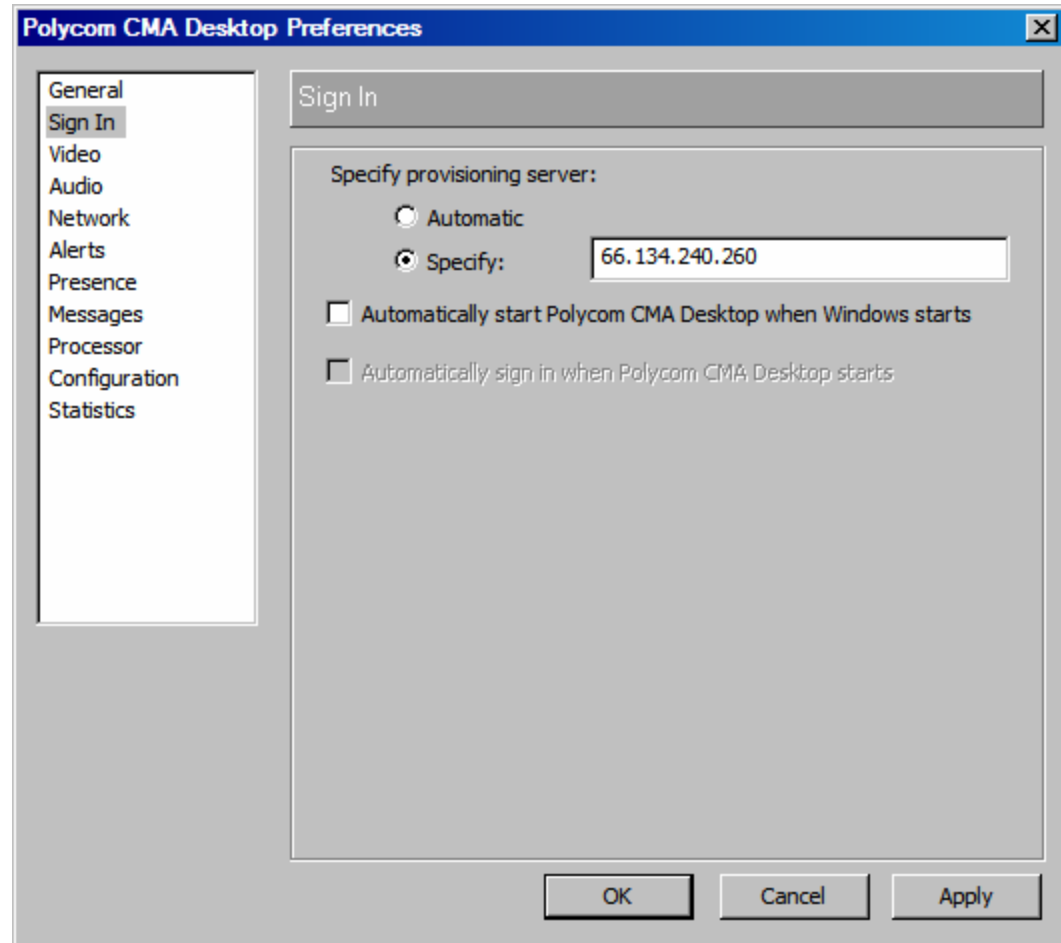 Polycom CMA Desktop Preferences
General
Sign In
Video
Audio
Network
Alerts
Presence
Messages
Processor
Configuration
Statistics
Sign In
Specify provisioning server:
Automatic
Specify: 66.134.240.260
Automatically start Polycom CMA Desktop when Windows starts
Automatically sign in when Polycom CMA Desktop starts
OK Cancel Apply